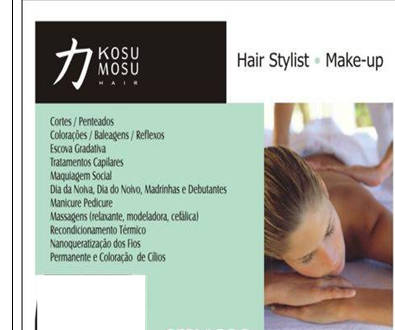 力 KOSU
MOSU
HAIR
Hair Stylist • Make-up
Cortes / Penteados
Colorações / Baleagens / Reflexos
Escova Gradativa
Tratamentos Capilares
Maquiagem Social
Dia da Noiva, Dia do Noivo, Madrinhas e Debutantes
Manicure Pedicure
Massagens (relaxante, modeladora, cefálica)
Recondicionamento Térmico
Nanoqueratização dos Fios
Permanente e Coloração de Cílios